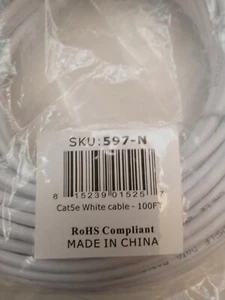 SKU:597-N
8 15239 01525 7
Cat5e White cable - 100FT
RoHS Compliant
MADE IN CHINA